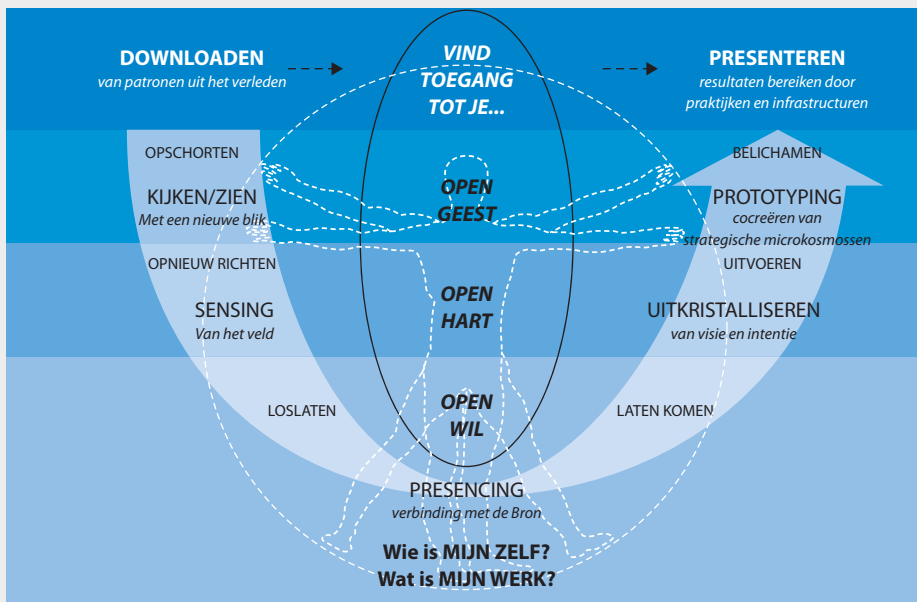 DOWNLOADEN
van patronen uit het verleden
VIND
TOEGANG
TOT JE...
PRESENTEREN
resultaten bereiken door
praktijken en infrastructuren
OPSCHORTEN
KIJKEN/ZIEN
Met een nieuwe blik
OPEN
GEEST
BELICHAMEN
PROTOTYPING
cocreëren van
strategische microkosmossen
OPNIEUW RICHTEN
SENSING
Van het veld
OPEN
HART
UITVOEREN
UITKRISTALLISEREN
van visie en intentie
LOSLATEN
OPEN
WIL
LATEN KOMEN
PRESENCING
verbinding met de Bron
Wie is MIJN ZELF?
Wat is MIJN WERK?